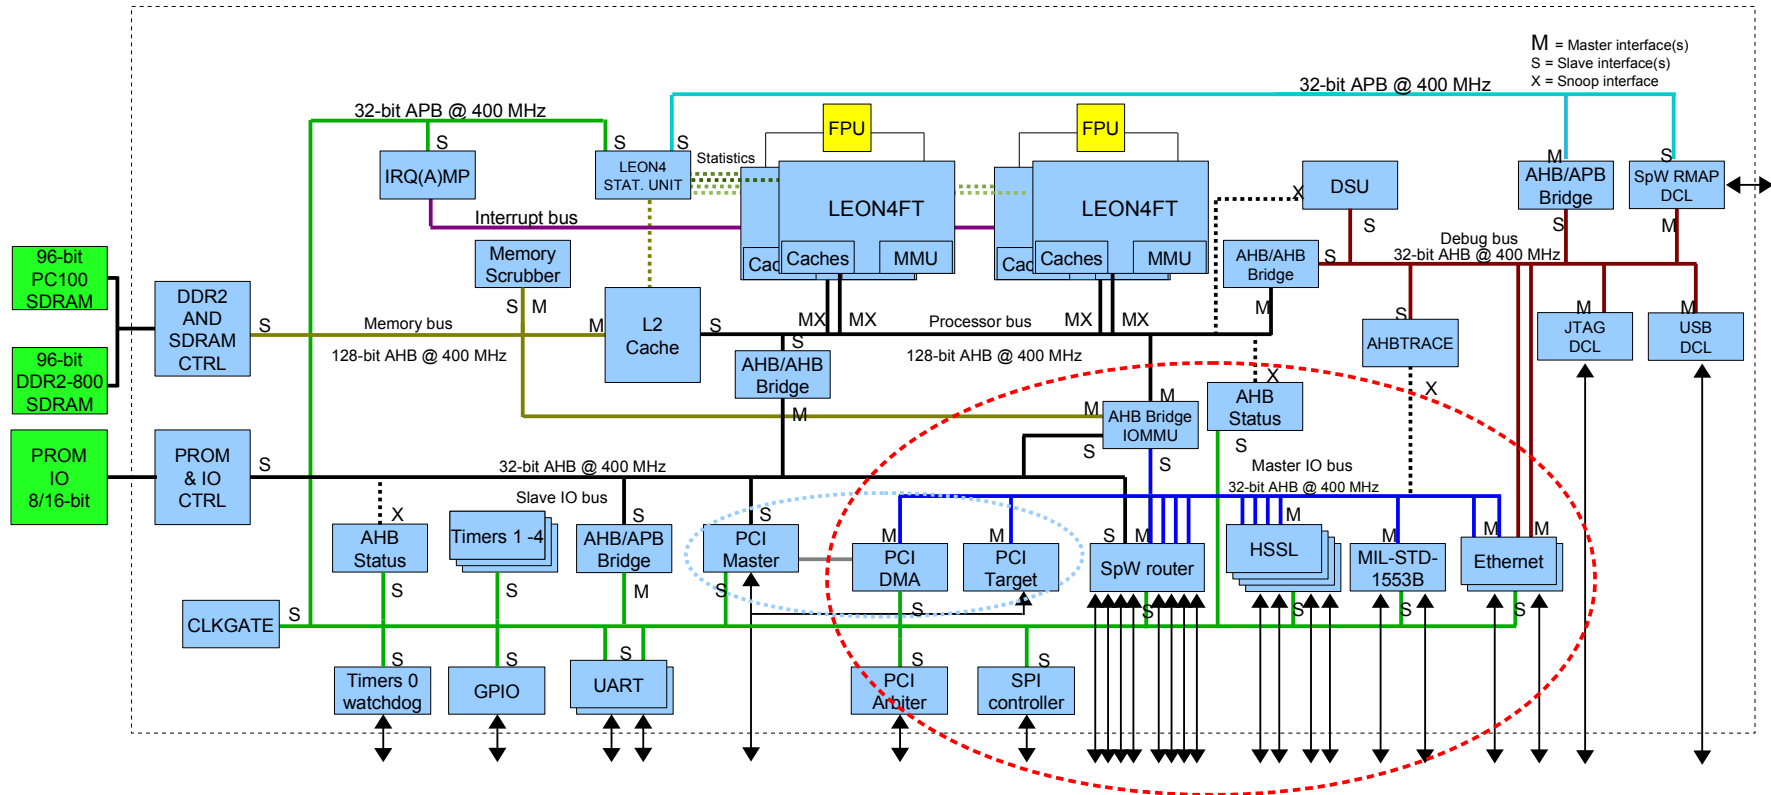 M = Master interface(s)
S = Slave interface(s)
X = Snoop interface
32-bit APB @ 400 MHz
32-bit APB @ 400 MHz
FPU
FPU
S
S
S
M
S
IRQ(A)MP
LEON4
STAT. UNIT
Statistics
LEON4FT
LEON4FT
X
DSU
AHB/APB
Bridge
SpW RMAP
DCL
Interrupt bus
S
S
M
96-bit
PC100
SDRAM
Memory
Scrubber
Cac
Caches
MMU
Cac
Caches
MMU
AHB/AHB
Bridge
S
Debug bus
32-bit AHB @ 400 MHz
DDR2
AND
SDRAM
CTRL
S
S
M
Memory bus
128-bit AHB @ 400 MHz
M
L2
Cache
S
MX
MX
Processor bus
128-bit AHB @ 400 MHz
MX
MX
M
S
AHBTRACE
X
M
JTAG
DCL
M
USB
DCL
96-bit
DDR2-800
SDRAM
S
AHB/AHB
Bridge
M
M
M
AHB Bridge
IOMMU
S
S
X
AHB
Status
S
PROM
IO
8/16-bit
PROM
& IO
CTRL
S
32-bit AHB @ 400 MHz
Slave IO bus
Master IO bus
32-bit AHB @ 400 MHz
X
AHB
Status
S
Timers 1 -4
S
S
AHB/APB
Bridge
M
S
PCI
Master
S
M
PCI
DMA
S
M
PCI
Target
S
M
SpW router
S
M
HSSL
S
M
MIL-STD-
1553B
S
M
M
Ethernet
S
CLKGATE
S
S
Timers 0
watchdog
S
GPIO
S
UART
S
PCI
Arbiter
S
SPI
controller